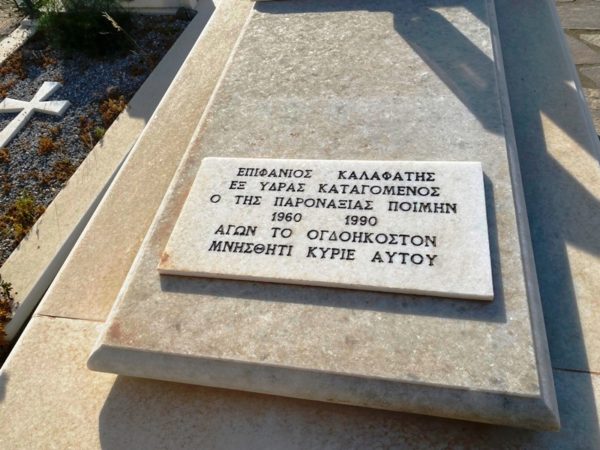 ΕΠΙΦΑΝΙΟΣ ΚΑΛΑΦΑΤΗΣ
ΕΞ ΥΔΡΑΣ ΚΑΤΑΓΟΜΕΝΟΣ
Ο ΤΗΣ ΠΑΡΟΝΑΞΙΑΣ ΠΟΙΜΗΝ
1960 1990
ΑΓΩΝ ΤΟ ΟΓΔΟΗΚΟΣΤΟΝ
ΜΝΗΣΘΗΤΙ ΚΥΡΙΕ ΑΥΤΟΥ